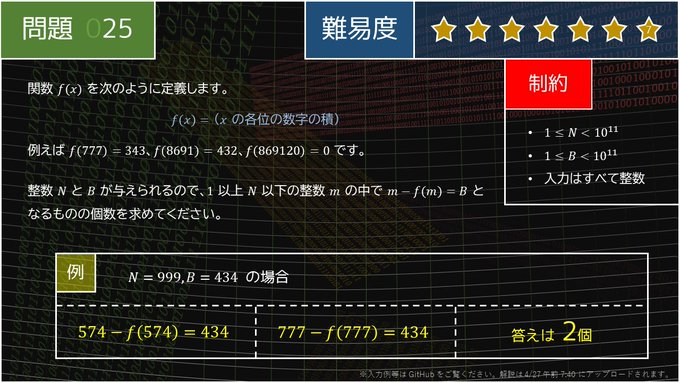 問題 025
難易度
7
関数 f(x) を次のように定義します。
f(x) = (x の各位の数字の積)
例えば f(777) = 343、f(8691) = 432、f(869120) = 0 です。
整数 N と B が与えられるので、1 以上 N 以下の整数 m の中で m − f(m) = B と
なるものの個数を求めてください。
制約
• 1 ≤ N < 10¹¹
• 1 ≤ B < 10¹¹
• 入力はすべて整数
例
N = 999, B = 434 の場合
574 − f(574) = 434
777 − f(777) = 434
答えは 2個
※入力例等は GitHub をご覧ください。解説は 4/27 午前 7:40 にアップロードされます。